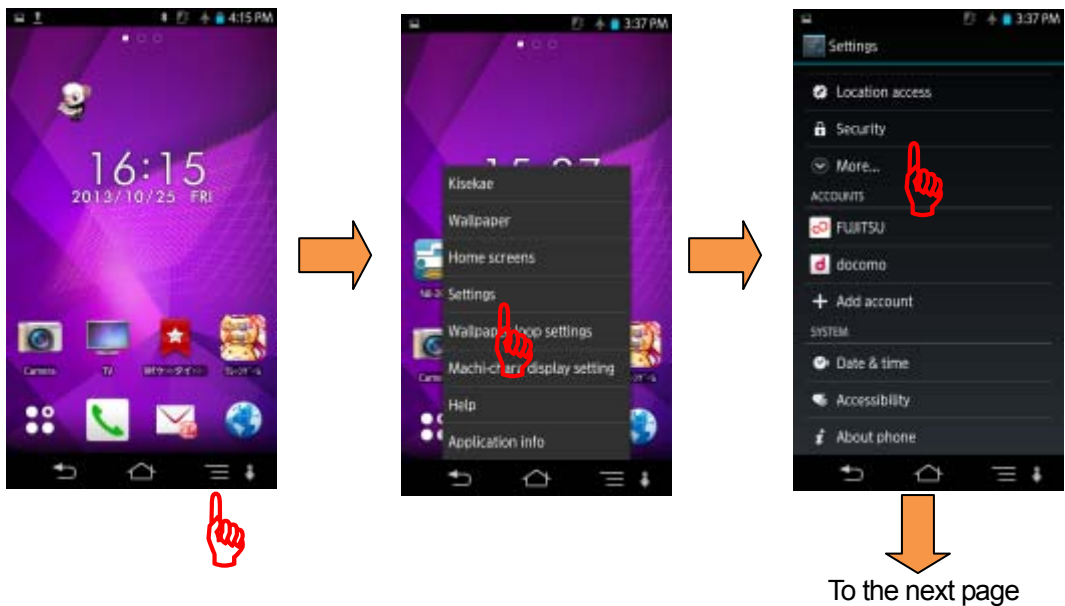 4:15 PM
16:15
2013/10/25 FRI
Camera
TV
3:37 PM
Kisekae
Wallpaper
Home screens
Settings
Wallpaper loop settings
Machi-chara display setting
Help
Application info
3:37 PM
Settings
Location access
Security
More...
ACCOUNTS
FUJITSU
docomo
Add account
SYSTEM
Date & time
Accessibility
About phone
To the next page